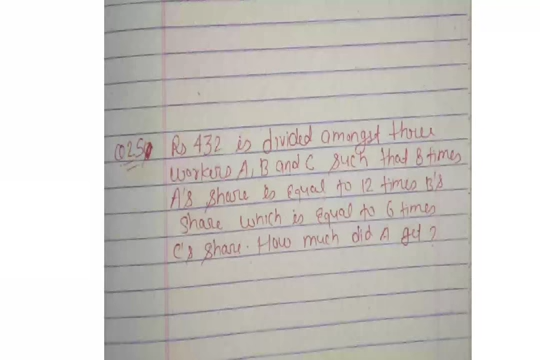 Q25 Rs 432 is divided amongst three
workers A, B and C such that 8 times
A's share is equal to 12 times B's
share which is equal to 6 times
C's share. How much did A get ?